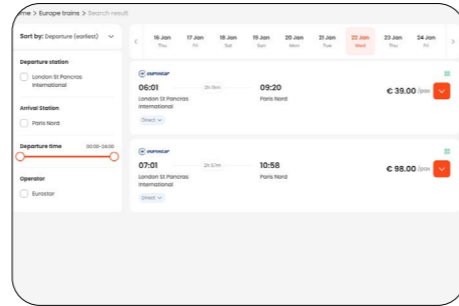 me > Europe trains > Search result
Sort by: Departure (earliest)
16 Jan 17 Jan 18 Jan 19 Jan 20 Jan 21 Jan 22 Jan 23 Jan 24 Jan
Thu Fri Sat Sun Mon Tue Wed Thu Fri
Departure station
London St Pancras
International
Arrival Station
Paris Nord
Departure time 00:00-24:00
Operator
Eurostar
eurostar
06:01 09:20
London St Pancras
International
Paris Nord
Direct
€ 39.00 /pax
eurostar
07:01 10:58
London St Pancras
International
Paris Nord
Direct
€ 98.00 /pax